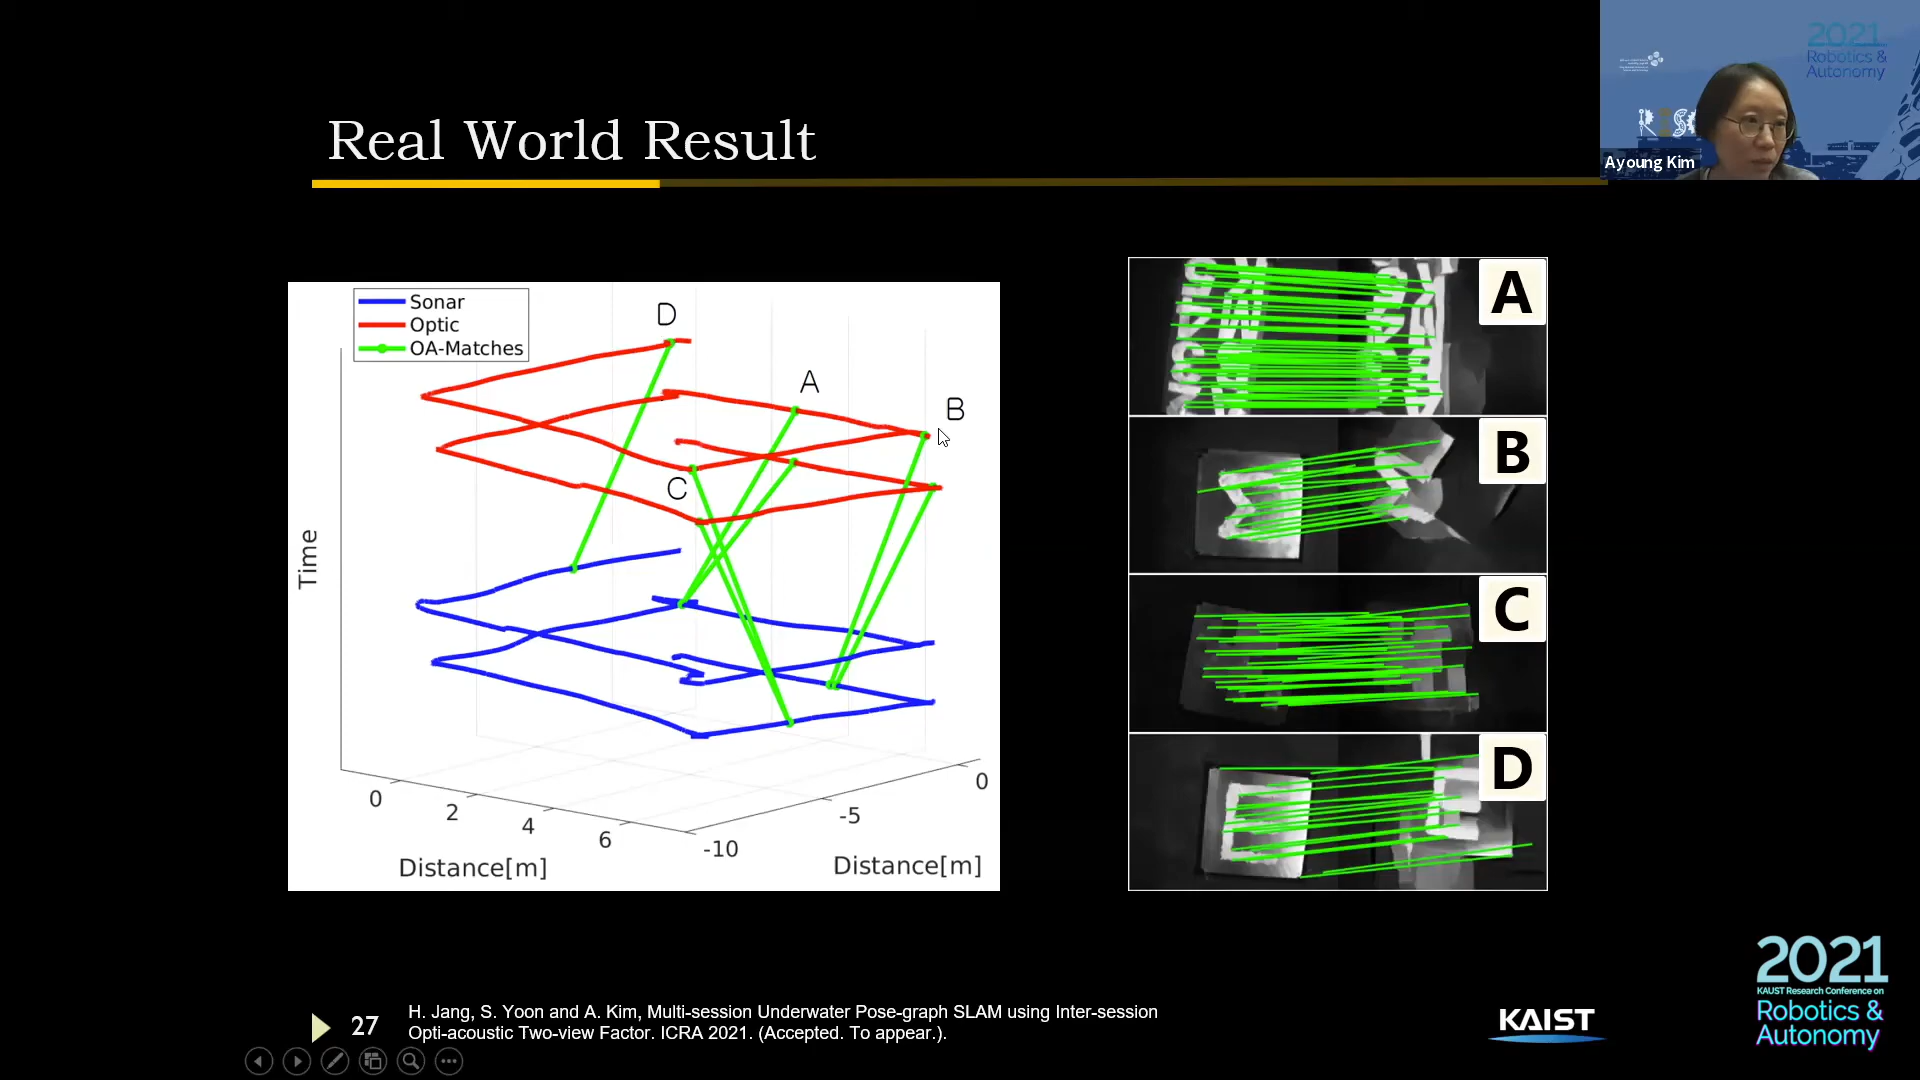 2021
Robotics &
Autonomy
Ayoung Kim
Real World Result
Sonar
Optic
OA-Matches
D
A
B
C
Time
0
2
4
6
-10
-5
0
Distance[m]
Distance[m]
A
B
C
D
27
H. Jang, S. Yoon and A. Kim, Multi-session Underwater Pose-graph SLAM using Inter-session
Opti-acoustic Two-view Factor. ICRA 2021. (Accepted. To appear.).
KAIST
2021
KAUST Research Conference on
Robotics &
Autonomy